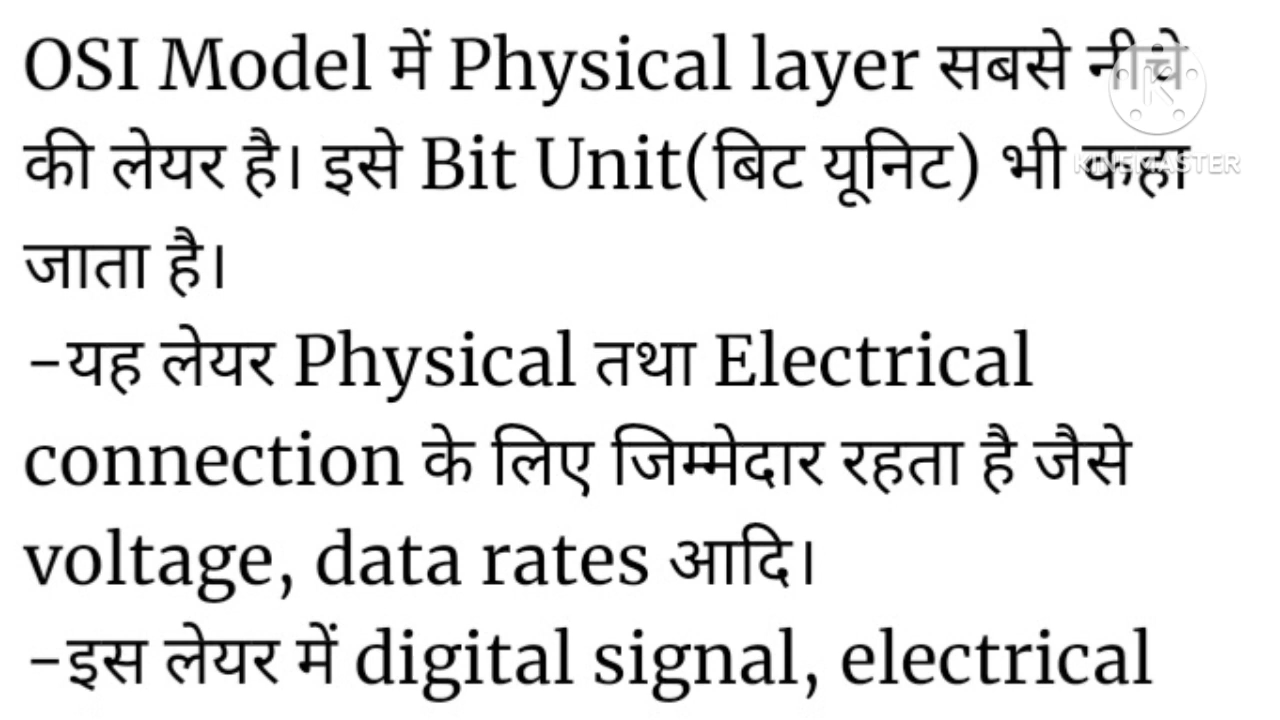 OSI Model में Physical layer सबसे नीचे
की लेयर है। इसे Bit Unit(बिट यूनिट) भी कहा
जाता है।
-यह लेयर Physical तथा Electrical
connection के लिए जिम्मेदार रहता है जैसे
voltage, data rates आदि।
-इस लेयर में digital signal, electrical
KINEMASTER